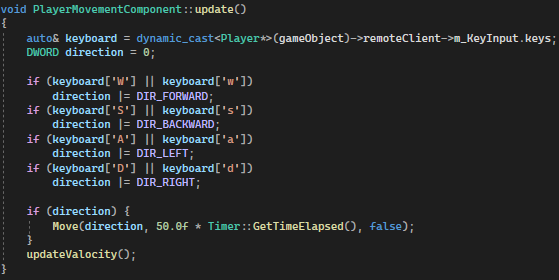 void PlayerMovementComponent::update()
{
auto& keyboard = dynamic_cast<Player*>(gameObject)->remoteClient->m_KeyInput.keys;
DWORD direction = 0;
if (keyboard['W'] || keyboard['w'])
direction |= DIR_FORWARD;
if (keyboard['S'] || keyboard['s'])
direction |= DIR_BACKWARD;
if (keyboard['A'] || keyboard['a'])
direction |= DIR_LEFT;
if (keyboard['D'] || keyboard['d'])
direction |= DIR_RIGHT;
if (direction) {
Move(direction, 50.0f * Timer::GetTimeElapsed(), false);
}
updateValocity();
}